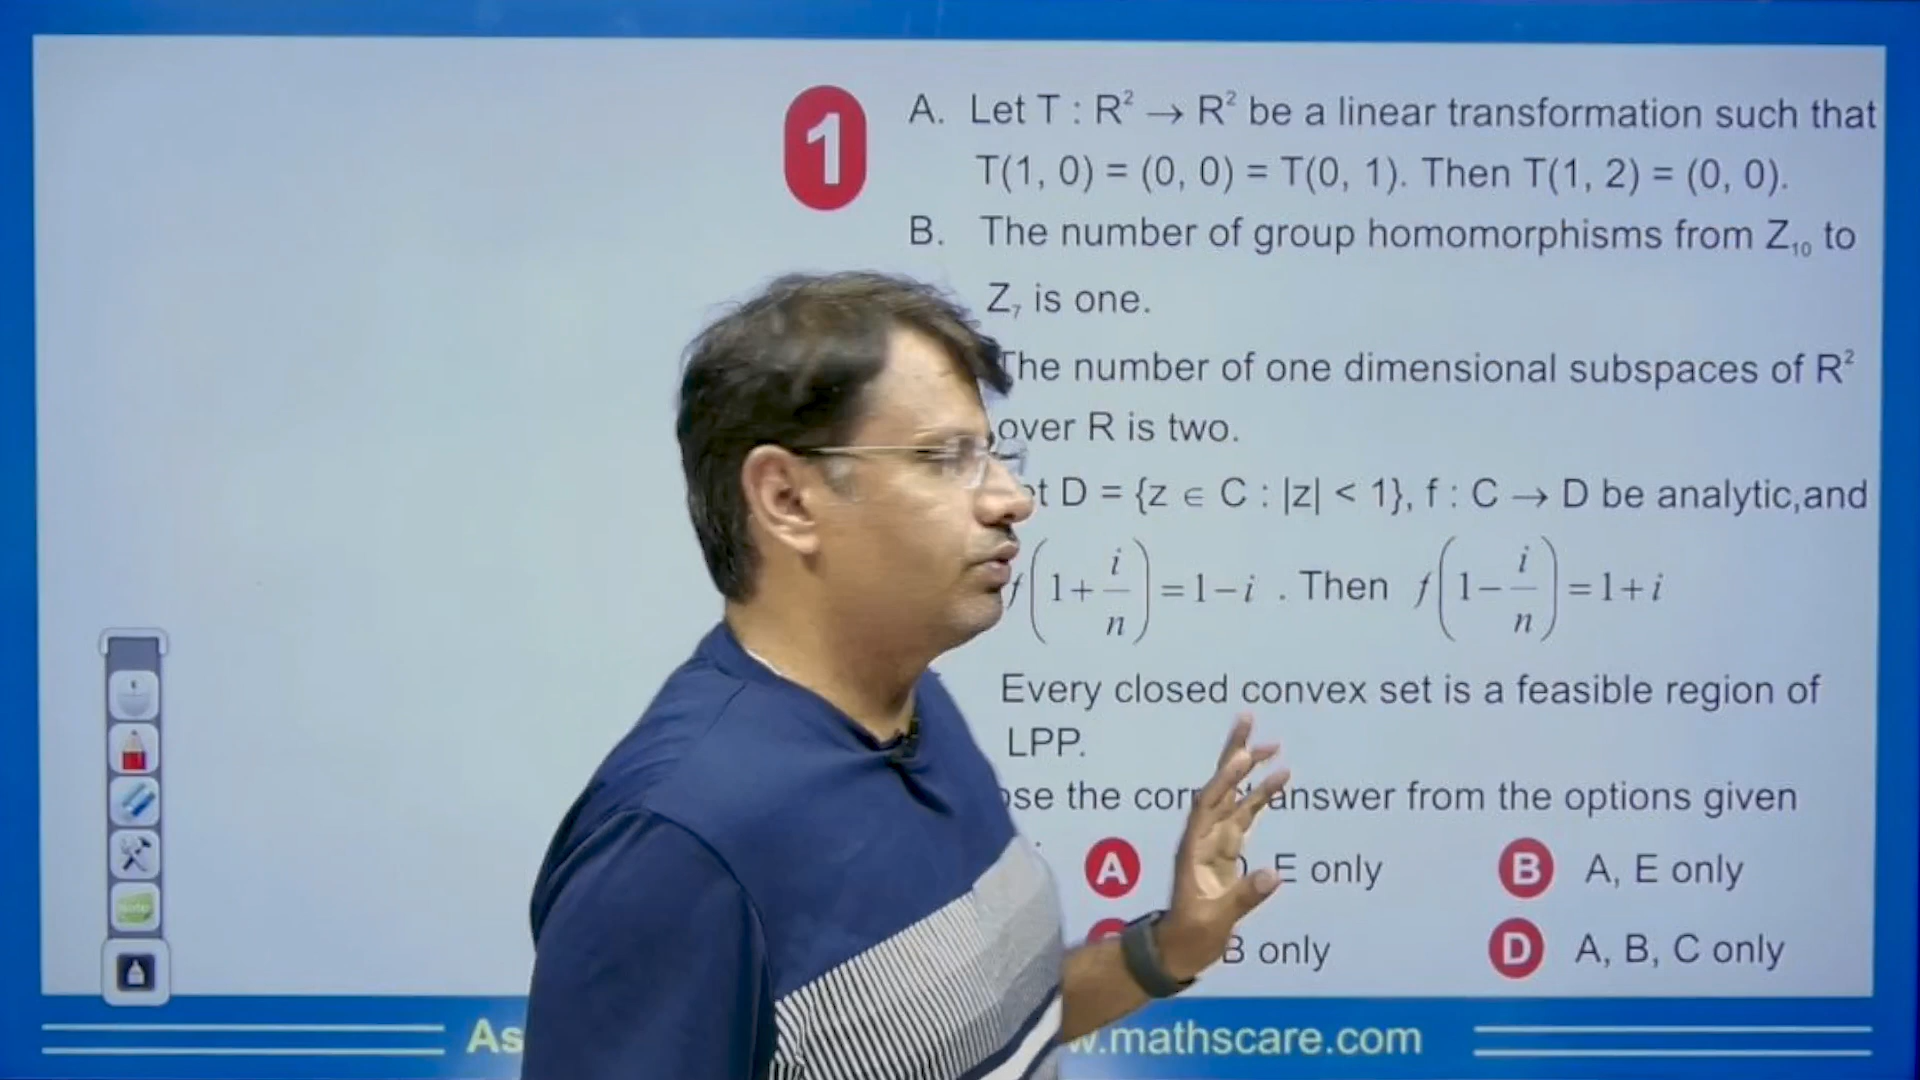 1
A. Let T : R² → R² be a linear transformation such that
T(1, 0) = (0, 0) = T(0, 1). Then T(1, 2) = (0, 0).
B. The number of group homomorphisms from Z₁₀ to
Z₇ is one.
The number of one dimensional subspaces of R²
over R is two.
D = {z ∈ C : |z| < 1}, f : C → D be analytic,and
f(1+i/n) =1−i . Then f(1−i/n) =1+i
Every closed convex set is a feasible region of
LPP.
the answer from the options given
A E only B A, E only
B only D A, B, C only
As w.mathscare.com